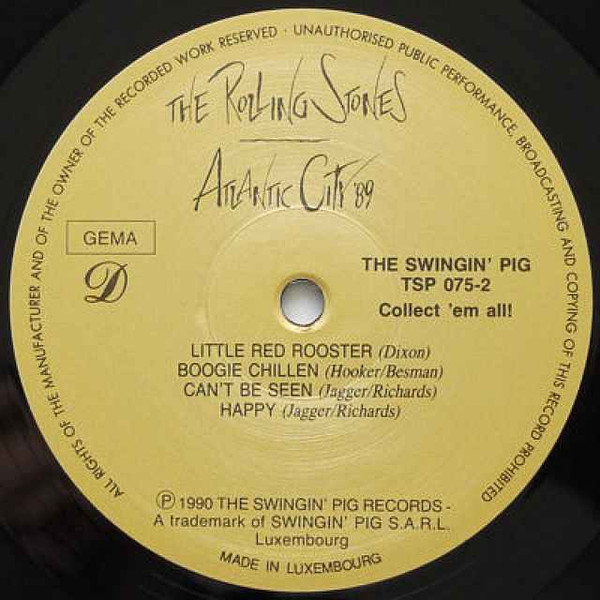 ALL RIGHTS OF THE MANUFACTURER AND OF THE OWNER OF THE RECORDED WORK RESERVED · UNAUTHORISED PUBLIC PERFORMANCE, BROADCASTING AND COPYING OF THIS RECORD PROHIBITED
THE ROLLING STONES
ATLANTIC CITY '89
GEMA
D
THE SWINGIN' PIG
TSP 075-2
Collect 'em all!
LITTLE RED ROOSTER (Dixon)
BOOGIE CHILLEN (Hooker/Besman)
CAN'T BE SEEN (Jagger/Richards)
HAPPY (Jagger/Richards)
Ⓟ 1990 THE SWINGIN' PIG RECORDS -
A trademark of SWINGIN' PIG S.A.R.L.
Luxembourg
MADE IN LUXEMBOURG